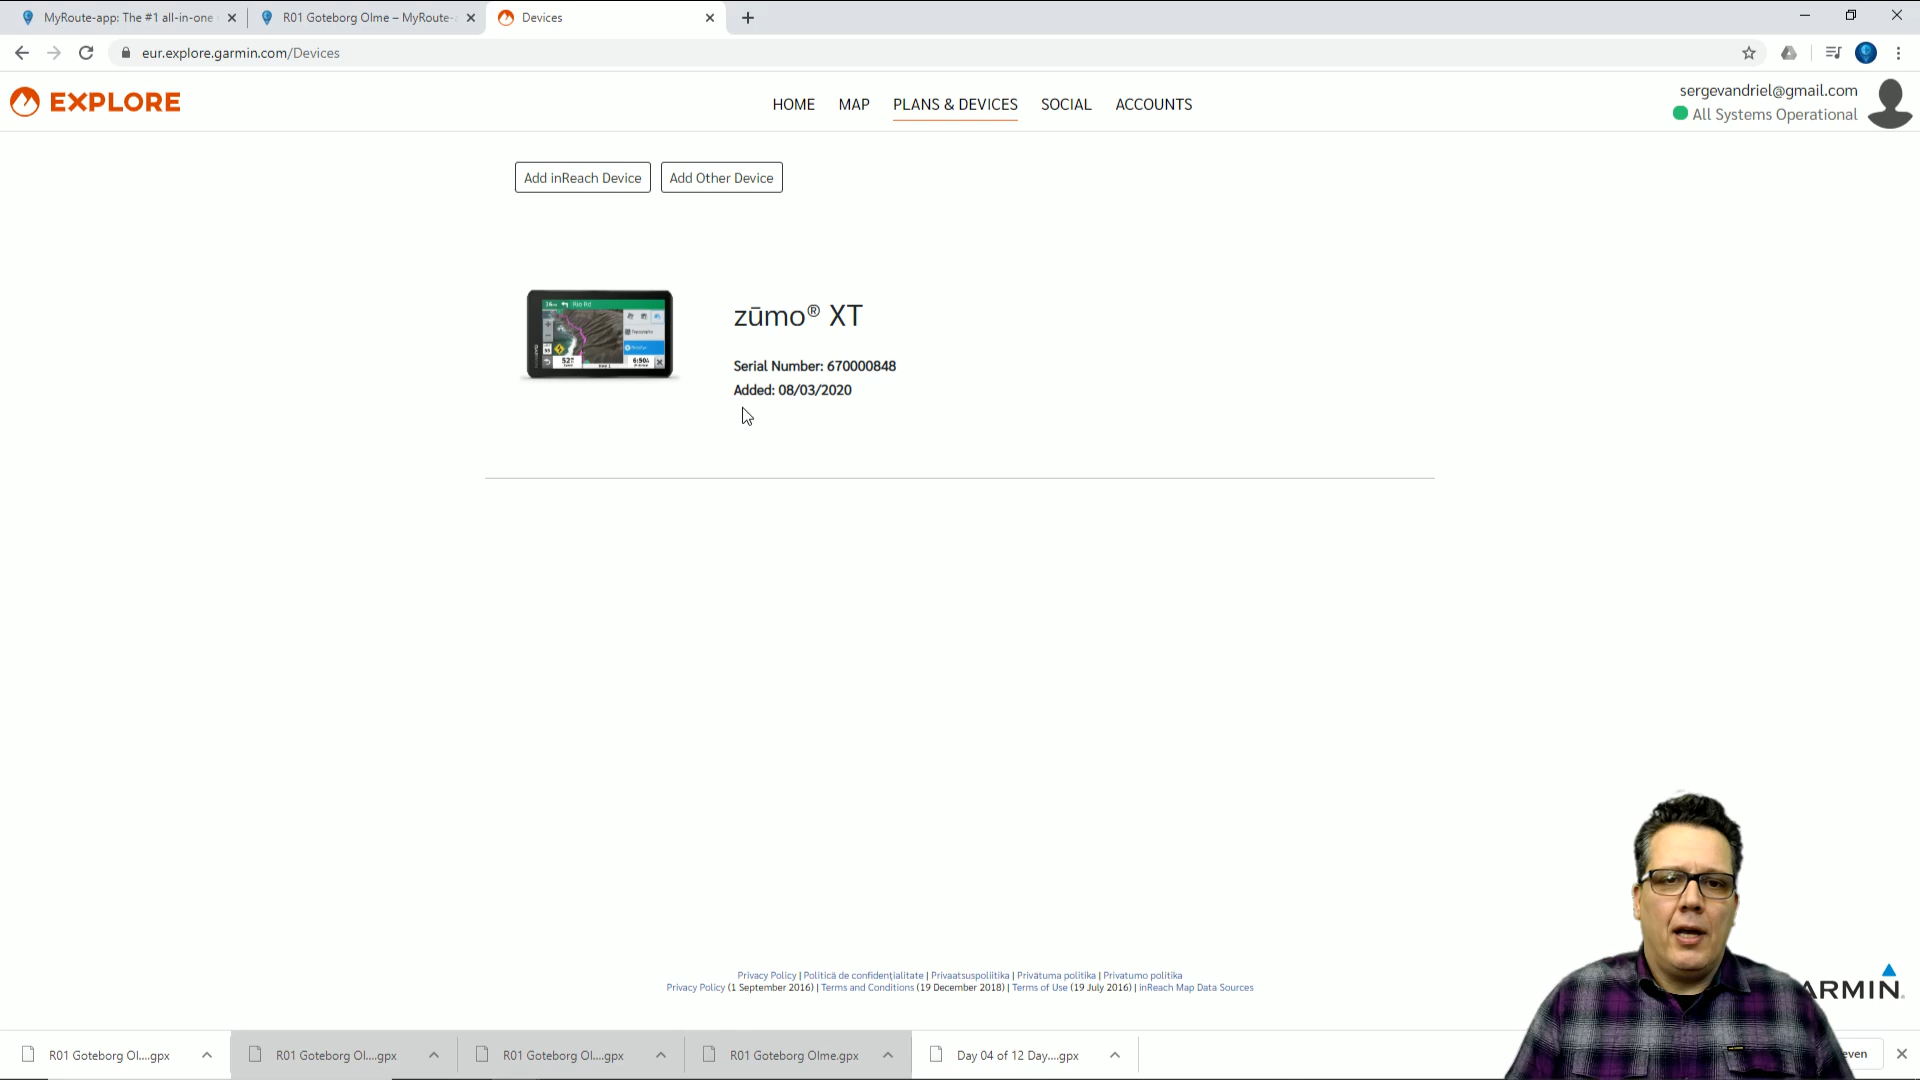 MyRoute-app: The #1 all-in-one
R01 Goteborg Olme – MyRoute-a
Devices
eur.explore.garmin.com/Devices
EXPLORE
HOME
MAP
PLANS & DEVICES
SOCIAL
ACCOUNTS
sergevandriel@gmail.com
All Systems Operational
Add inReach Device
Add Other Device
zūmo® XT
Serial Number: 670000848
Added: 08/03/2020
Privacy Policy | Politică de confidențialitate | Privaatsuspoliitika | Privātuma politika | Privatumo politika
Privacy Policy (1 September 2016) | Terms and Conditions (19 December 2018) | Terms of Use (19 July 2016) | inReach Map Data Sources
ARMIN
R01 Goteborg Ol....gpx
R01 Goteborg Ol....gpx
R01 Goteborg Ol....gpx
R01 Goteborg Olme.gpx
Day 04 of 12 Day....gpx
even